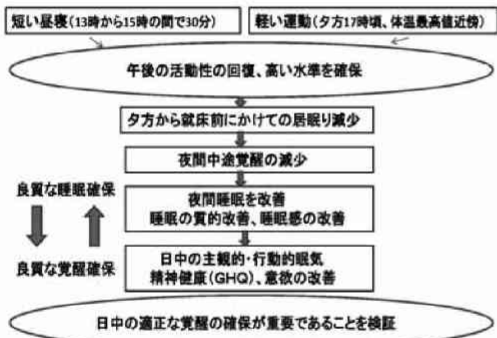 短い昼寝(13時から15時の間で30分)
軽い運動(夕方17時頃、体温最高値近傍)
午後の活動性の回復、高い水準を確保
夕方から就床前にかけての居眠り減少
夜間中途覚醒の減少
良質な睡眠確保
夜間睡眠を改善
睡眠の質的改善、睡眠感の改善
良質な覚醒確保
日中の主観的・行動的眠気
精神健康(GHQ)、意欲の改善
日中の適正な覚醒の確保が重要であることを検証